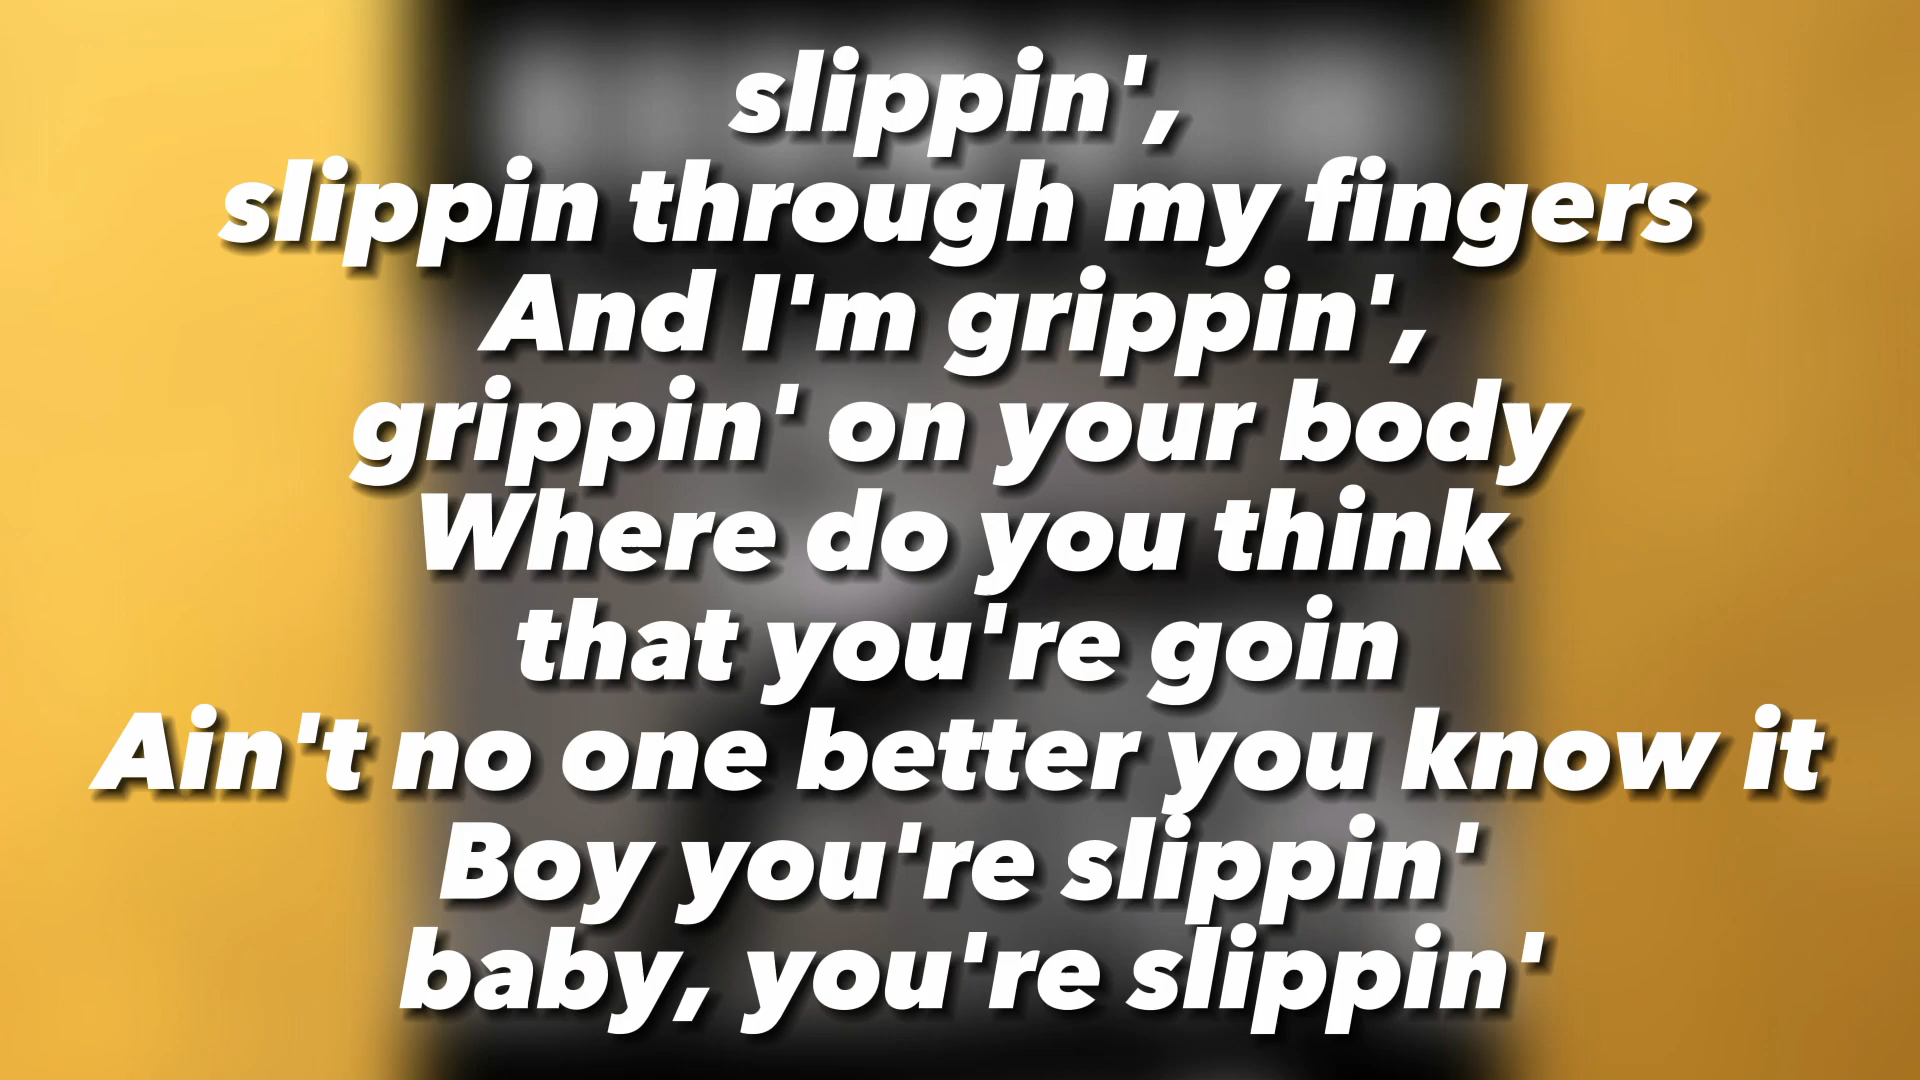 slippin',
slippin through my fingers
And I'm grippin',
grippin' on your body
Where do you think
that you're goin
Ain't no one better you know it
Boy you're slippin'
baby, you're slippin'